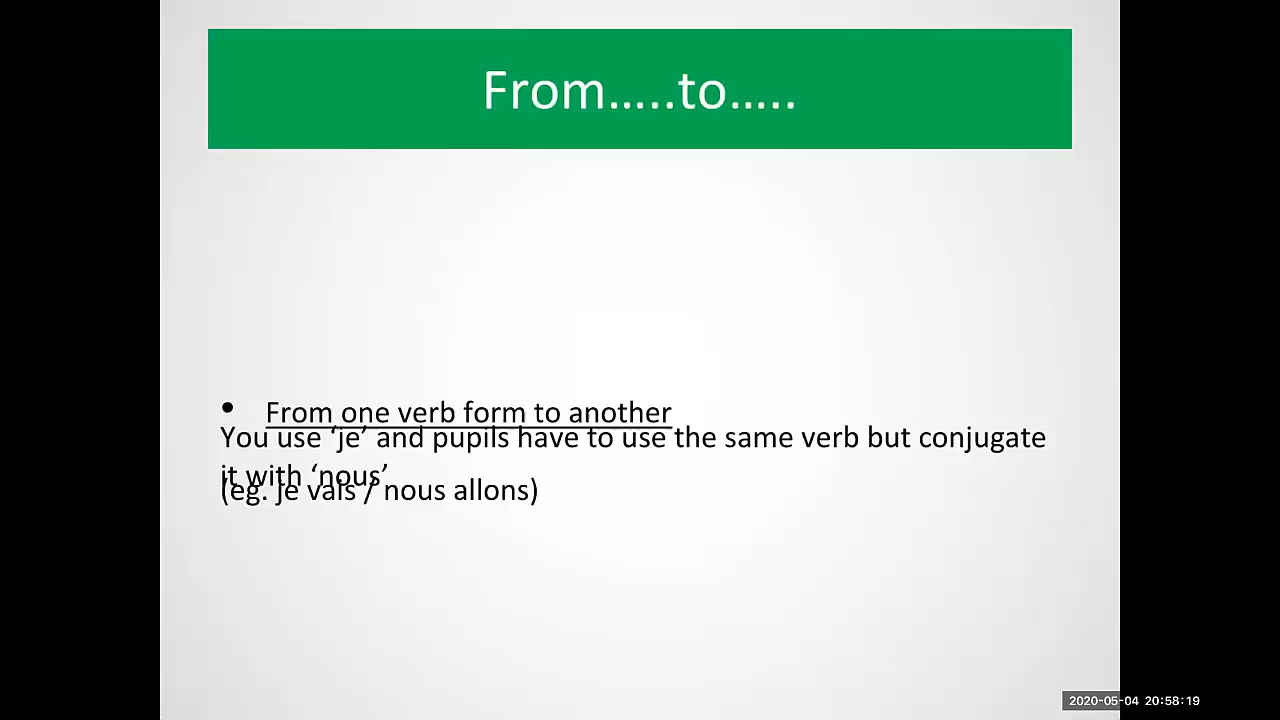 From.....to.....
• From one verb form to another
You use ‘je’ and pupils have to use the same verb but conjugate
it with ‘nous’
(eg. je vais / nous allons)
2020-05-04 20:58:19